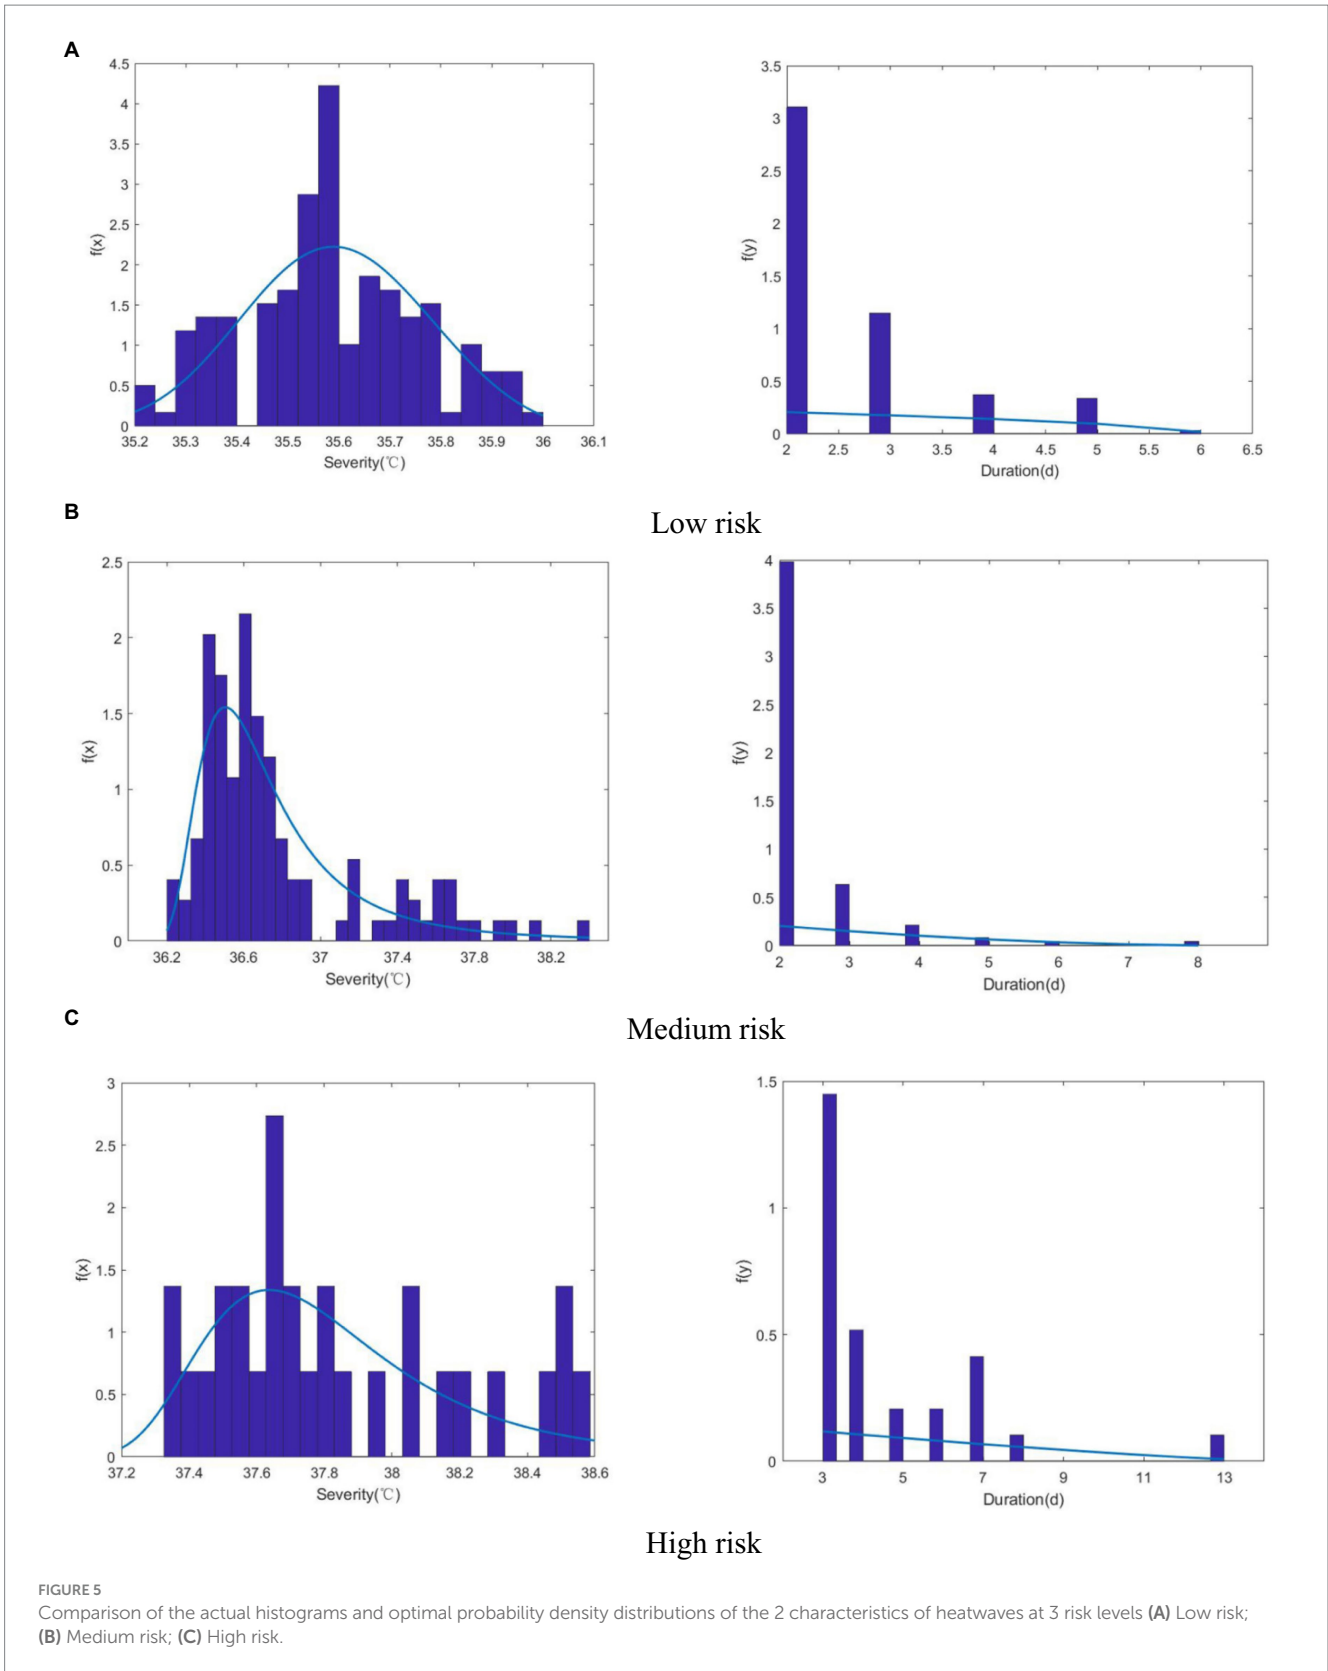 A
4.5
4
3.5
3
2.5
2
1.5
1
0.5
0
f(x)
35.2 35.3 35.4 35.5 35.6 35.7 35.8 35.9 36 36.1
Severity(℃)
3.5
3
2.5
2
1.5
1
0.5
0
f(y)
2 2.5 3 3.5 4 4.5 5 5.5 6 6.5
Duration(d)
Low risk
B
2.5
2
1.5
1
0.5
0
f(x)
36.2 36.6 37 37.4 37.8 38.2
Severity(℃)
4
3.5
3
2.5
2
1.5
1
0.5
0
f(y)
2 3 4 5 6 7 8
Duration(d)
Medium risk
C
3
2.5
2
1.5
1
0.5
0
f(x)
37.2 37.4 37.6 37.8 38 38.2 38.4 38.6
Severity(℃)
1.5
1
0.5
0
f(y)
3 5 7 9 11 13
Duration(d)
High risk
FIGURE 5
Comparison of the actual histograms and optimal probability density distributions of the 2 characteristics of heatwaves at 3 risk levels (A) Low risk;
(B) Medium risk; (C) High risk.